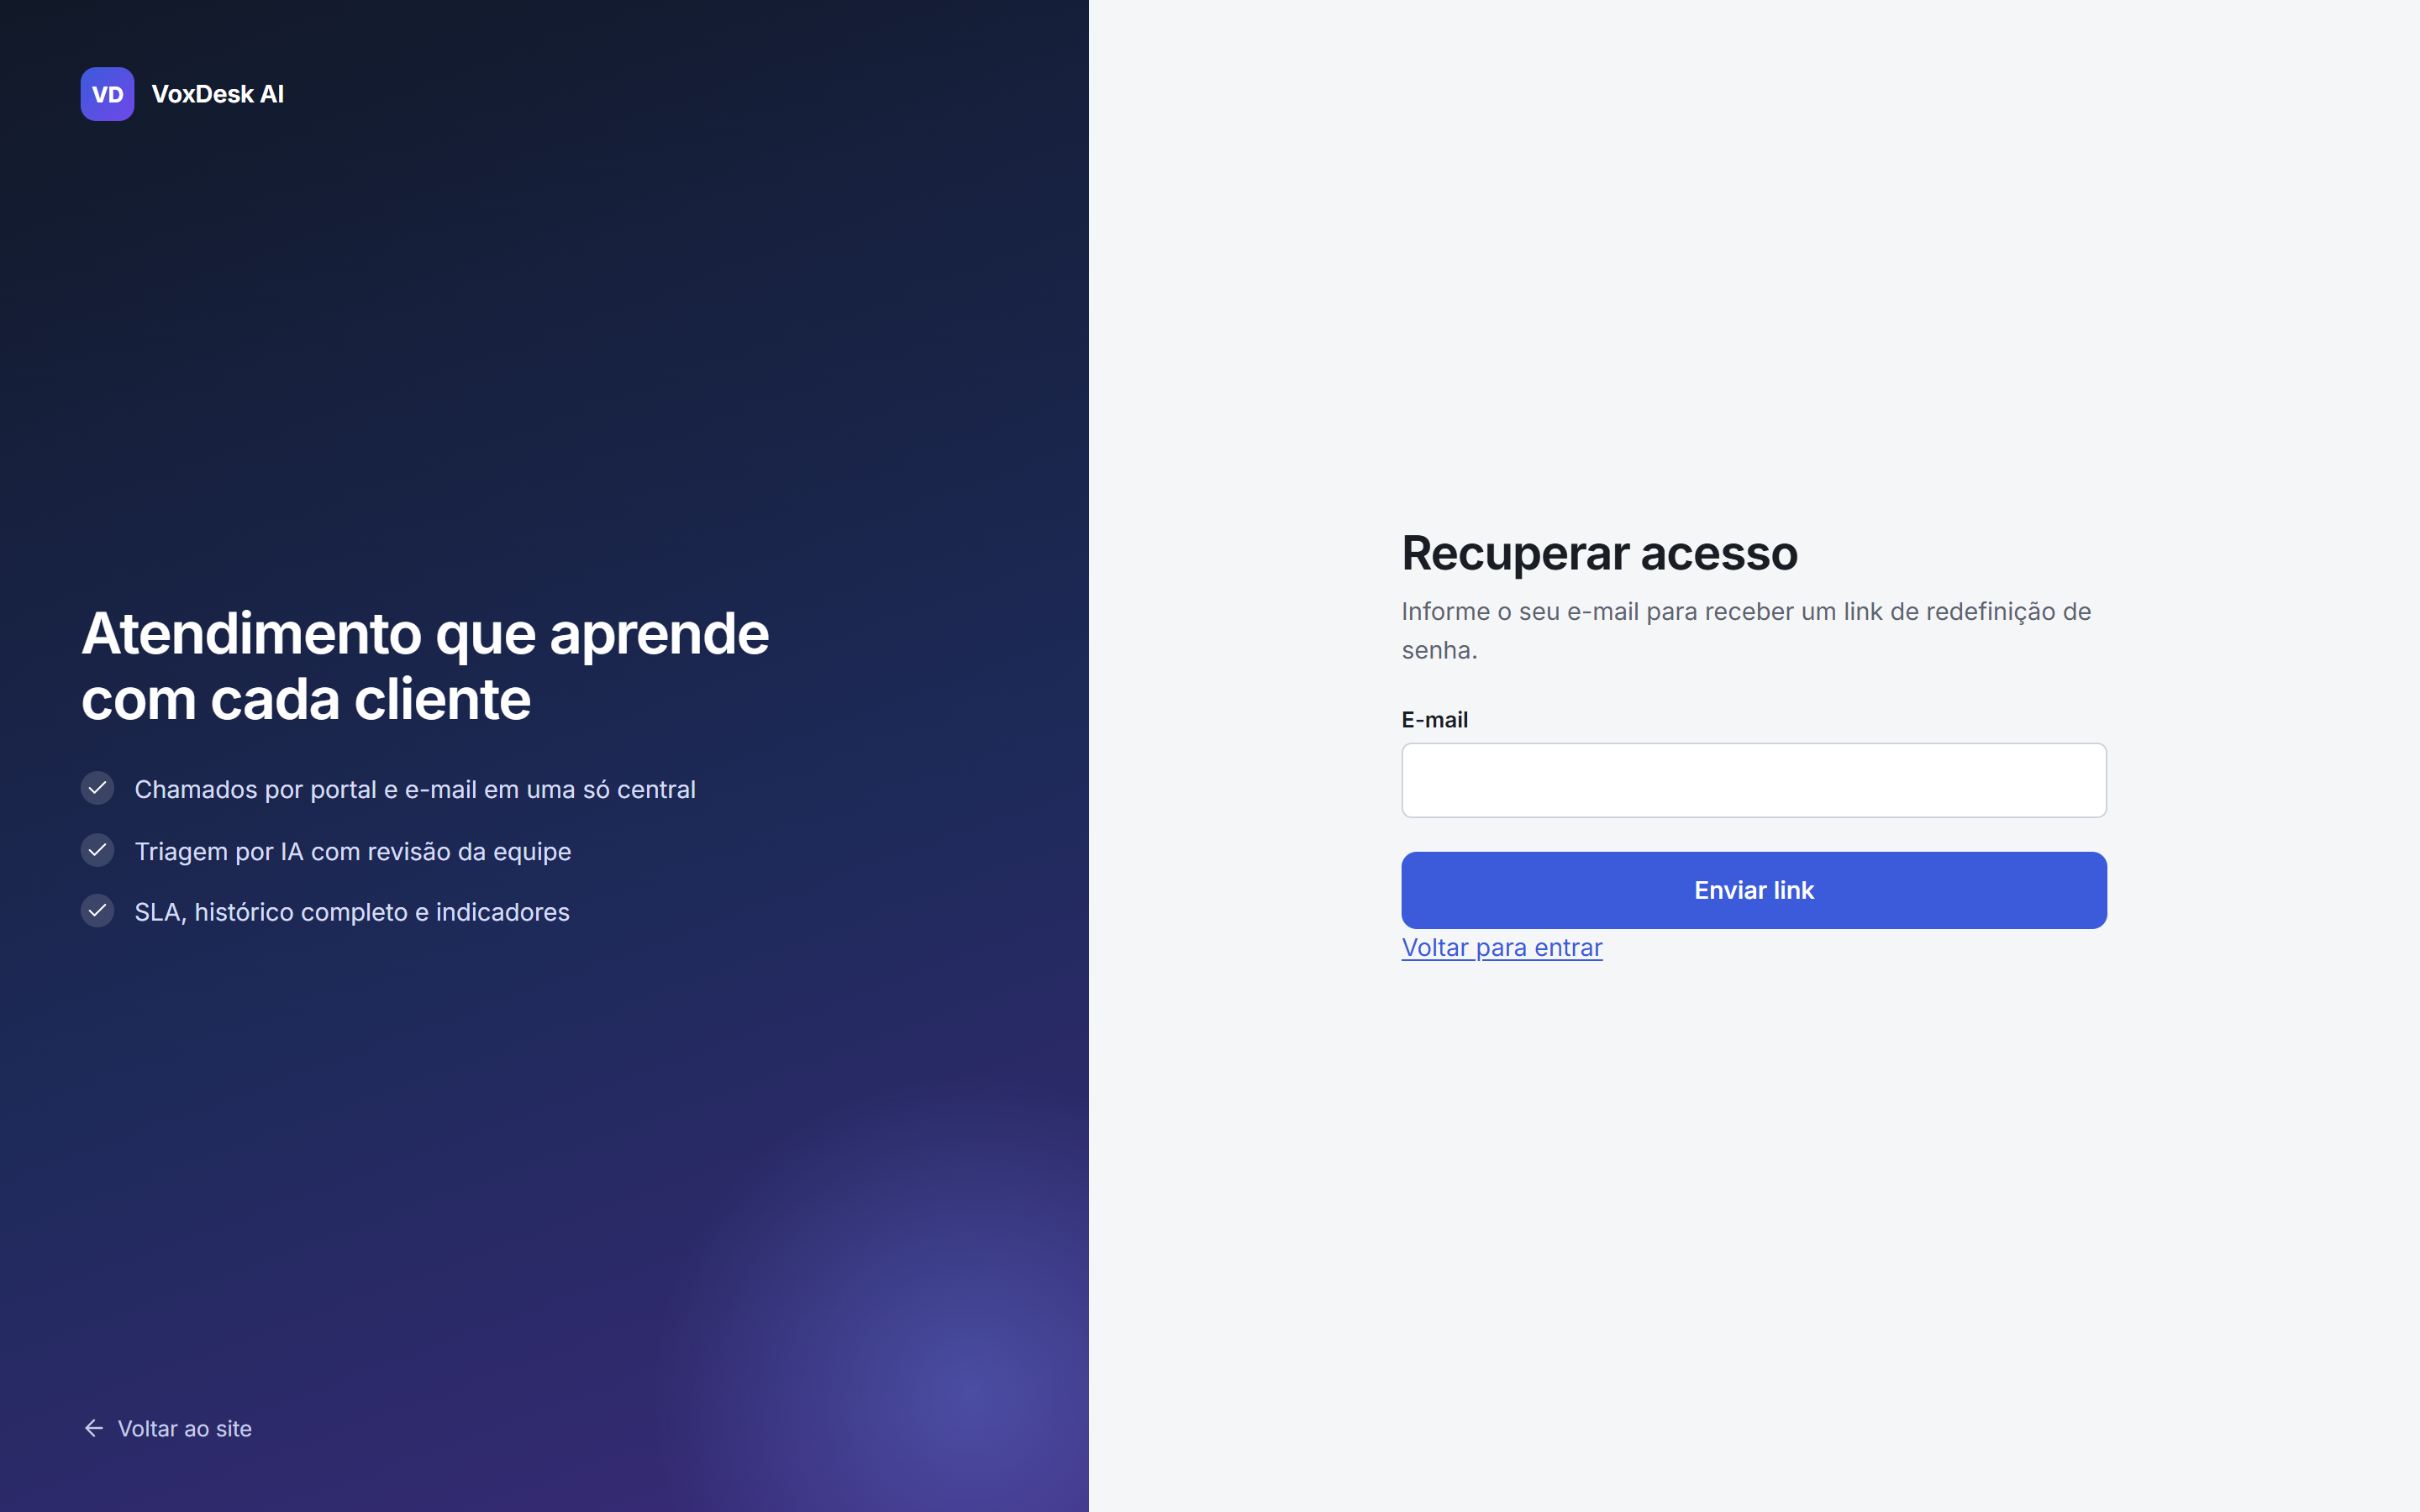 VD
VoxDesk AI
Atendimento que aprende
com cada cliente
Chamados por portal e e-mail em uma só central
Triagem por IA com revisão da equipe
SLA, histórico completo e indicadores
Voltar ao site
Recuperar acesso
Informe o seu e-mail para receber um link de redefinição de
senha.
E-mail
Enviar link
Voltar para entrar